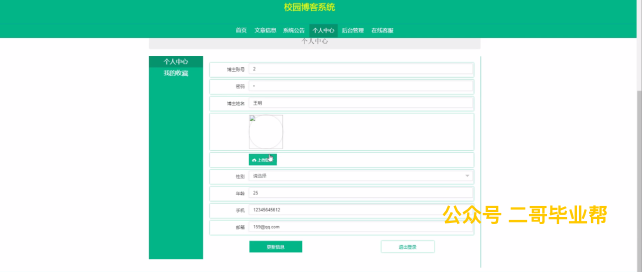 校园博客系统
首页 文章信息 系统公告 个人中心 后台管理 在线客服
个人中心
个人中心
我的收藏
博主账号 2
密码
博主姓名 王明
性别 请选择
年龄 25
手机 12345645612
邮箱 159@qq.com
更新信息 退出登录
公众号 二哥毕业帮